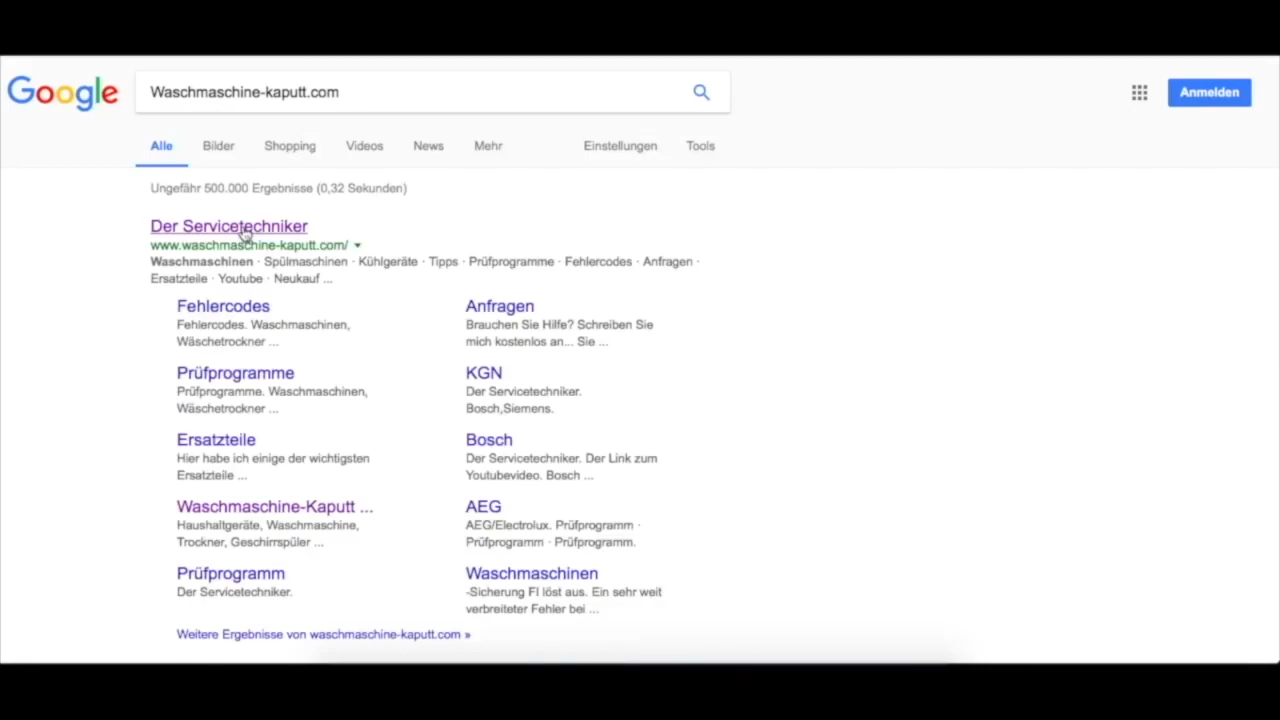 Google
Waschmaschine-kaputt.com
Anmelden
Alle Bilder Shopping Videos News Mehr Einstellungen Tools
Ungefähr 500.000 Ergebnisse (0,32 Sekunden)
Der Servicetechniker
www.waschmaschine-kaputt.com/
Waschmaschinen · Spülmaschinen · Kühlgeräte · Tipps · Prüfprogramme · Fehlercodes · Anfragen ·
Ersatzteile · Youtube · Neukauf ...
Fehlercodes
Fehlercodes. Waschmaschinen,
Wäschetrockner ...
Anfragen
Brauchen Sie Hilfe? Schreiben Sie
mich kostenlos an... Sie ...
Prüfprogramme
Prüfprogramme. Waschmaschinen,
Wäschetrockner ...
KGN
Der Servicetechniker.
Bosch,Siemens.
Ersatzteile
Hier habe ich einige der wichtigsten
Ersatzteile ...
Bosch
Der Servicetechniker. Der Link zum
Youtubevideo. Bosch ...
Waschmaschine-Kaputt ...
Haushaltgeräte, Waschmaschine,
Trockner, Geschirrspüler ...
AEG
AEG/Electrolux. Prüfprogramm ·
Prüfprogramm · Prüfprogramm.
Prüfprogramm
Der Servicetechniker.
Waschmaschinen
-Sicherung FI löst aus. Ein sehr weit
verbreiteter Fehler bei ...
Weitere Ergebnisse von waschmaschine-kaputt.com »